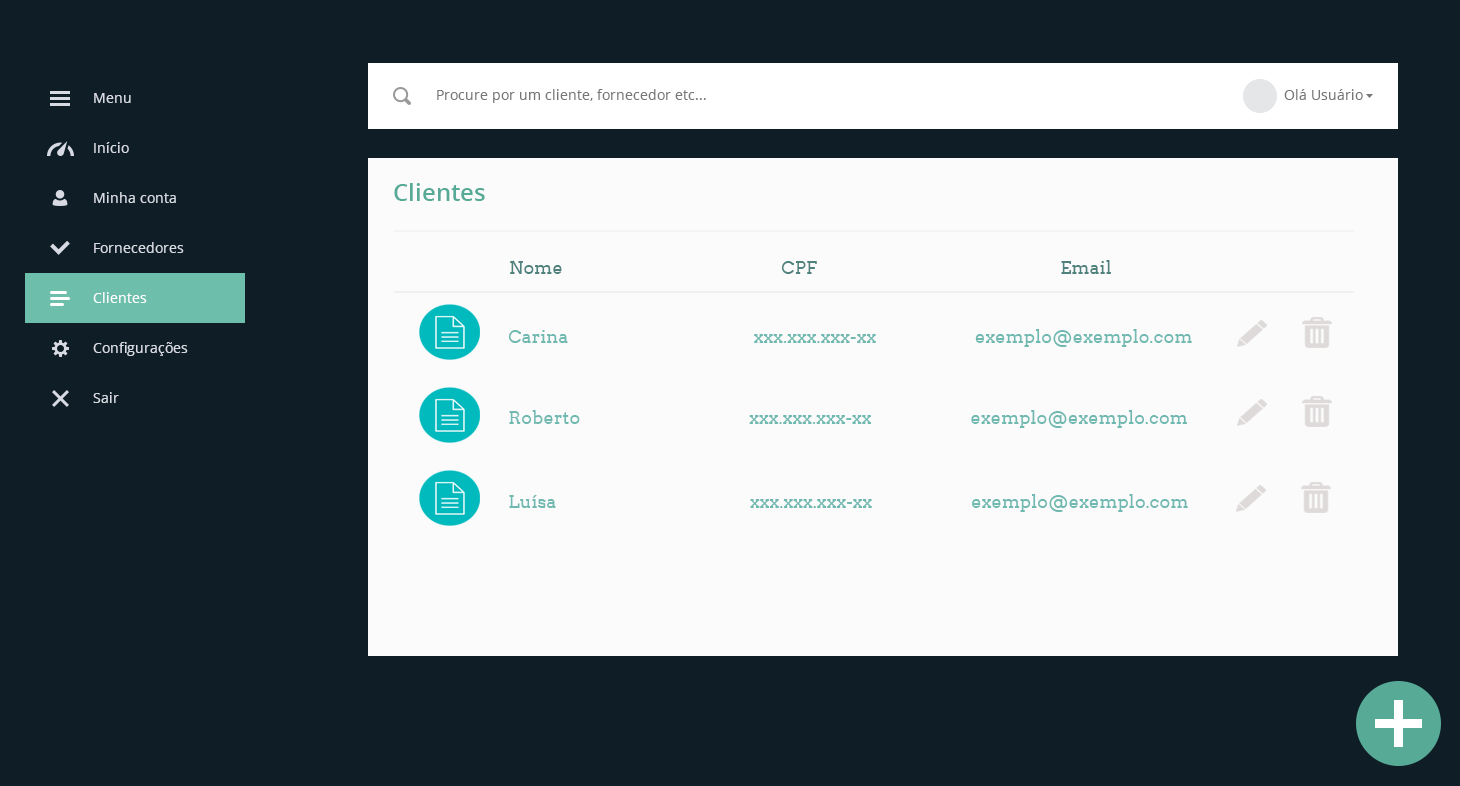 Menu
Início
Minha conta
Fornecedores
Clientes
Configurações
Sair
Procure por um cliente, fornecedor etc...
Olá Usuário
Clientes
Nome CPF Email
Carina xxx.xxx.xxx-xx exemplo@exemplo.com
Roberto xxx.xxx.xxx-xx exemplo@exemplo.com
Luísa xxx.xxx.xxx-xx exemplo@exemplo.com